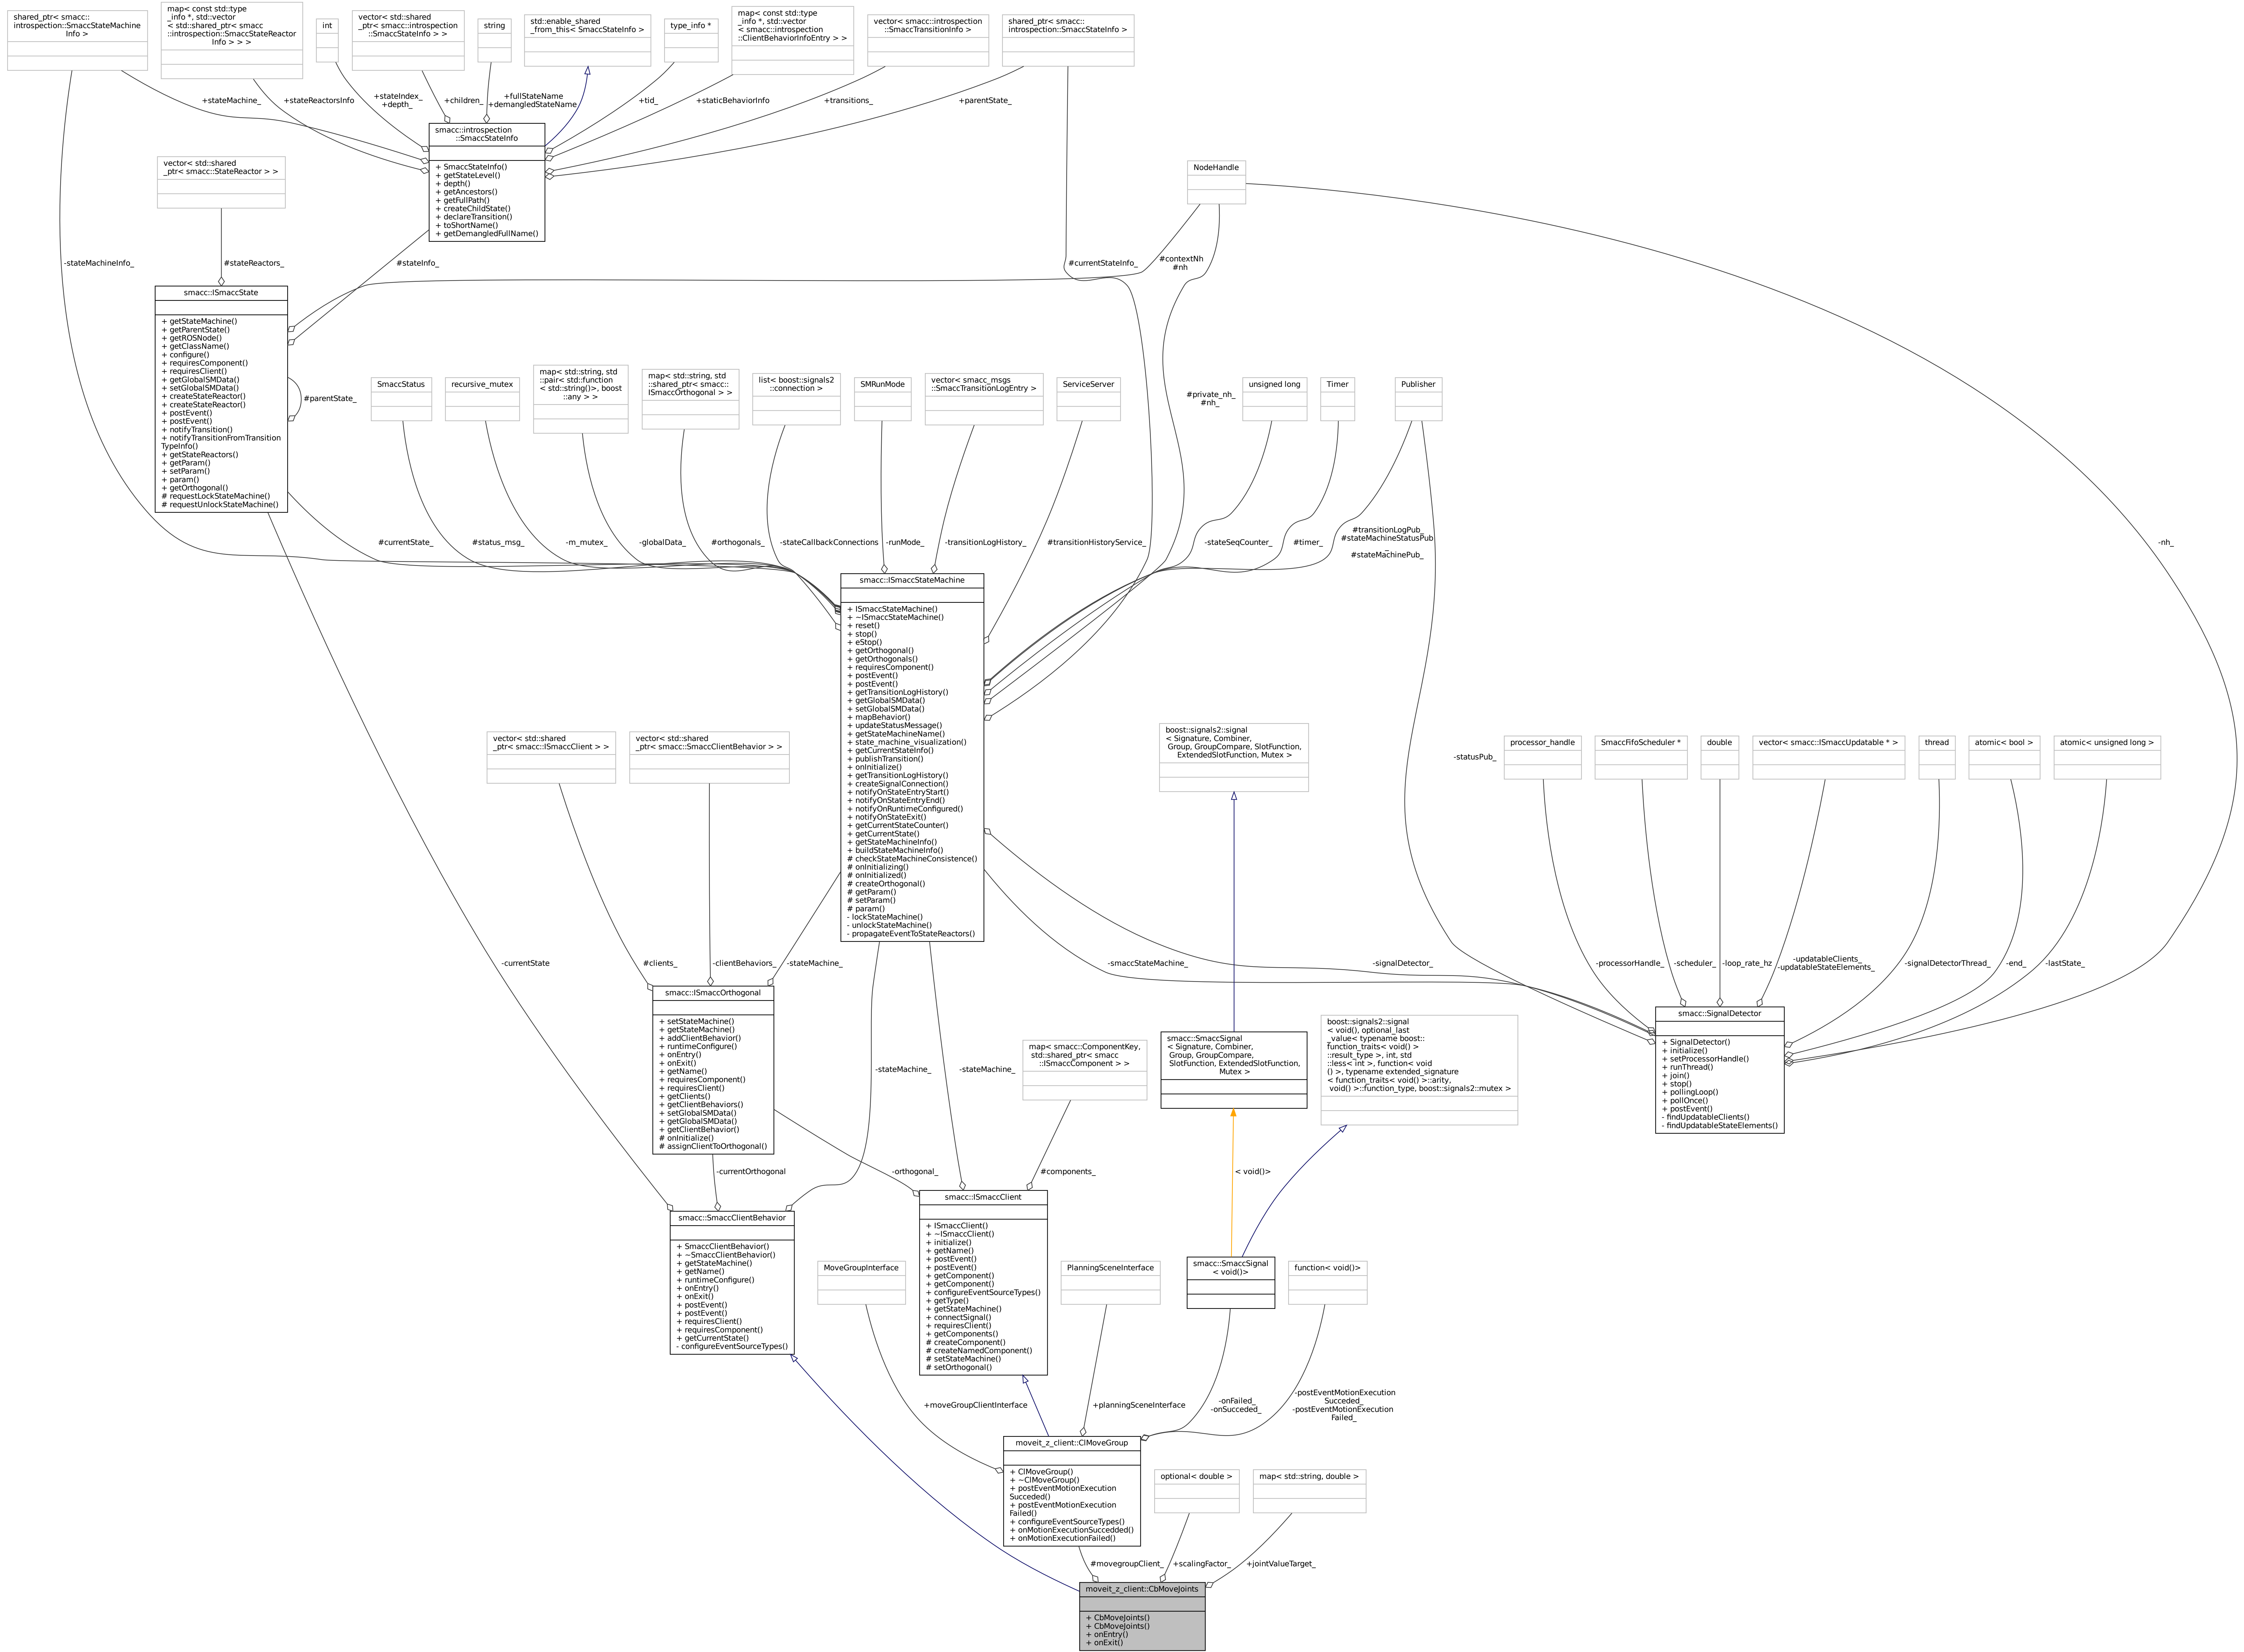 shared_ptr< smacc::
introspection::SmaccStateMachine
Info >
map< const std::type
_info *, std::vector
< std::shared_ptr< smacc
::introspection::SmaccStateReactor
Info > > >
int
vector< std::shared
_ptr< smacc::introspection
::SmaccStateInfo > >
string
std::enable_shared
_from_this< SmaccStateInfo >
type_info *
map< const std::type
_info *, std::vector
< smacc::introspection
::ClientBehaviorInfoEntry > >
vector< smacc::introspection
::SmaccTransitionInfo >
shared_ptr< smacc::
introspection::SmaccStateInfo >
+stateMachine_
+stateReactorsInfo
+stateIndex_
+depth_
+children_
+fullStateName
+demangledStateName
+tid_
+staticBehaviorInfo
+transitions_
+parentState_
smacc::introspection
::SmaccStateInfo
+ SmaccStateInfo()
+ getStateLevel()
+ depth()
+ getAncestors()
+ getFullPath()
+ createChildState()
+ declareTransition()
+ toShortName()
+ getDemangledFullName()
vector< std::shared
_ptr< smacc::StateReactor > >
NodeHandle
-stateMachineInfo_
#stateReactors_
#stateInfo_
#currentStateInfo_
#contextNh
#nh
smacc::ISmaccState
+ getStateMachine()
+ getParentState()
+ getROSNode()
+ getClassName()
+ configure()
+ requiresComponent()
+ requiresClient()
+ getGlobalSMData()
+ setGlobalSMData()
+ createStateReactor()
+ createStateReactor()
+ postEvent()
+ postEvent()
+ notifyTransition()
+ notifyTransitionFromTransition
TypeInfo()
+ getStateReactors()
+ getParam()
+ setParam()
+ param()
+ getOrthogonal()
# requestLockStateMachine()
# requestUnlockStateMachine()
#parentState_
SmaccStatus
recursive_mutex
map< std::string, std
::pair< std::function
< std::string()>, boost
::any > >
map< std::string, std
::shared_ptr< smacc::
ISmaccOrthogonal > >
list< boost::signals2
::connection >
SMRunMode
vector< smacc_msgs
::SmaccTransitionLogEntry >
ServiceServer
#private_nh_
#nh_
unsigned long
Timer
Publisher
#currentState_
#status_msg_
-m_mutex_
-globalData_
#orthogonals_
-stateCallbackConnections
-runMode_
-transitionLogHistory_
#transitionHistoryService_
-stateSeqCounter_
#timer_
#transitionLogPub_
#stateMachineStatusPub
_
#stateMachinePub_
-nh_
smacc::ISmaccStateMachine
+ ISmaccStateMachine()
+ ~ISmaccStateMachine()
+ reset()
+ stop()
+ eStop()
+ getOrthogonal()
+ getOrthogonals()
+ requiresComponent()
+ postEvent()
+ postEvent()
+ getTransitionLogHistory()
+ getGlobalSMData()
+ setGlobalSMData()
+ mapBehavior()
+ updateStatusMessage()
+ getStateMachineName()
+ state_machine_visualization()
+ getCurrentStateInfo()
+ publishTransition()
+ onInitialize()
+ getTransitionLogHistory()
+ createSignalConnection()
+ notifyOnStateEntryStart()
+ notifyOnStateEntryEnd()
+ notifyOnRuntimeConfigured()
+ notifyOnStateExit()
+ getCurrentStateCounter()
+ getCurrentState()
+ getStateMachineInfo()
+ buildStateMachineInfo()
# checkStateMachineConsistence()
# onInitializing()
# onInitialized()
# createOrthogonal()
# getParam()
# setParam()
# param()
- lockStateMachine()
- unlockStateMachine()
- propagateEventToStateReactors()
vector< std::shared
_ptr< smacc::ISmaccClient > >
vector< std::shared
_ptr< smacc::SmaccClientBehavior > >
boost::signals2::signal
< Signature, Combiner,
Group, GroupCompare, SlotFunction,
ExtendedSlotFunction, Mutex >
-statusPub_
processor_handle
SmaccFifoScheduler *
double
vector< smacc::ISmaccUpdatable * >
thread
atomic< bool >
atomic< unsigned long >
-currentState
#clients_
-clientBehaviors_
-stateMachine_
-smaccStateMachine_
-signalDetector_
-processorHandle_
-scheduler_
-loop_rate_hz
-updatableClients_
-updatableStateElements_
-signalDetectorThread_
-end_
-lastState_
smacc::ISmaccOrthogonal
+ setStateMachine()
+ getStateMachine()
+ addClientBehavior()
+ runtimeConfigure()
+ onEntry()
+ onExit()
+ getName()
+ requiresComponent()
+ requiresClient()
+ getClients()
+ getClientBehaviors()
+ setGlobalSMData()
+ getGlobalSMData()
+ getClientBehavior()
# onInitialize()
# assignClientToOrthogonal()
smacc::SignalDetector
+ SignalDetector()
+ initialize()
+ setProcessorHandle()
+ runThread()
+ join()
+ stop()
+ pollingLoop()
+ pollOnce()
+ postEvent()
- findUpdatableClients()
- findUpdatableStateElements()
-stateMachine_
-stateMachine_
map< smacc::ComponentKey,
std::shared_ptr< smacc
::ISmaccComponent > >
smacc::SmaccSignal
< Signature, Combiner,
Group, GroupCompare,
SlotFunction, ExtendedSlotFunction,
Mutex >
boost::signals2::signal
< void(), optional_last
_value< typename boost::
function_traits< void() >
::result_type >, int, std
::less< int >, function< void
() >, typename extended_signature
< function_traits< void() >::arity,
void() >::function_type, boost::signals2::mutex >
-currentOrthogonal
-orthogonal_
#components_
< void()>
smacc::SmaccClientBehavior
+ SmaccClientBehavior()
+ ~SmaccClientBehavior()
+ getStateMachine()
+ getName()
+ runtimeConfigure()
+ onEntry()
+ onExit()
+ postEvent()
+ postEvent()
+ requiresClient()
+ requiresComponent()
+ getCurrentState()
- configureEventSourceTypes()
smacc::ISmaccClient
+ ISmaccClient()
+ ~ISmaccClient()
+ initialize()
+ getName()
+ postEvent()
+ postEvent()
+ getComponent()
+ getComponent()
+ configureEventSourceTypes()
+ getType()
+ getStateMachine()
+ connectSignal()
+ requiresClient()
+ getComponents()
# createComponent()
# createNamedComponent()
# setStateMachine()
# setOrthogonal()
MoveGroupInterface
PlanningSceneInterface
smacc::SmaccSignal
< void()>
function< void()>
+moveGroupClientInterface
+planningSceneInterface
-onFailed_
-onSucceded_
-postEventMotionExecution
Succeded_
-postEventMotionExecution
Failed_
moveit_z_client::ClMoveGroup
+ ClMoveGroup()
+ ~ClMoveGroup()
+ postEventMotionExecution
Succeded()
+ postEventMotionExecution
Failed()
+ configureEventSourceTypes()
+ onMotionExecutionSuccedded()
+ onMotionExecutionFailed()
optional< double >
map< std::string, double >
#movegroupClient_
+scalingFactor_
+jointValueTarget_
moveit_z_client::CbMoveJoints
+ CbMoveJoints()
+ CbMoveJoints()
+ onEntry()
+ onExit()